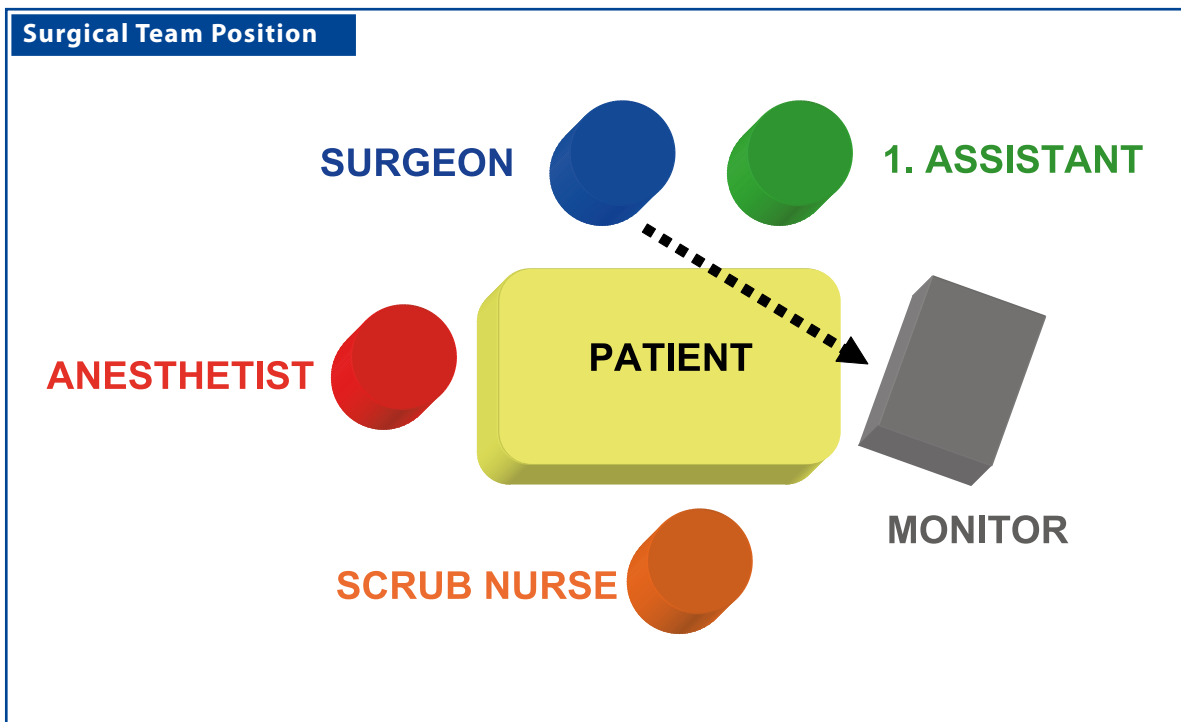 Surgical Team Position
SURGEON
1. ASSISTANT
PATIENT
ANESTHETIST
MONITOR
SCRUB NURSE